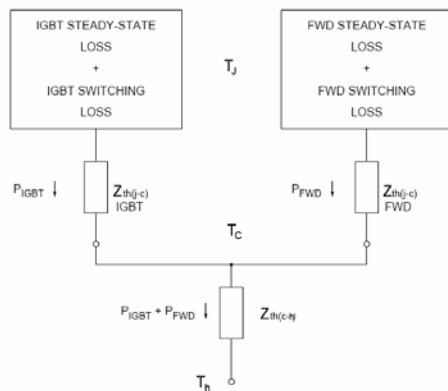 IGBT STEADY-STATE
LOSS
+
IGBT SWITCHING
LOSS
TJ
FWD STEADY-STATE
LOSS
+
FWD SWITCHING
LOSS
PIGBT ↓
Zth(j-c)
IGBT
PFWD ↓
Zth(j-c)
FWD
TC
PIGBT + PFWD ↓
Zth(c-h)
Th